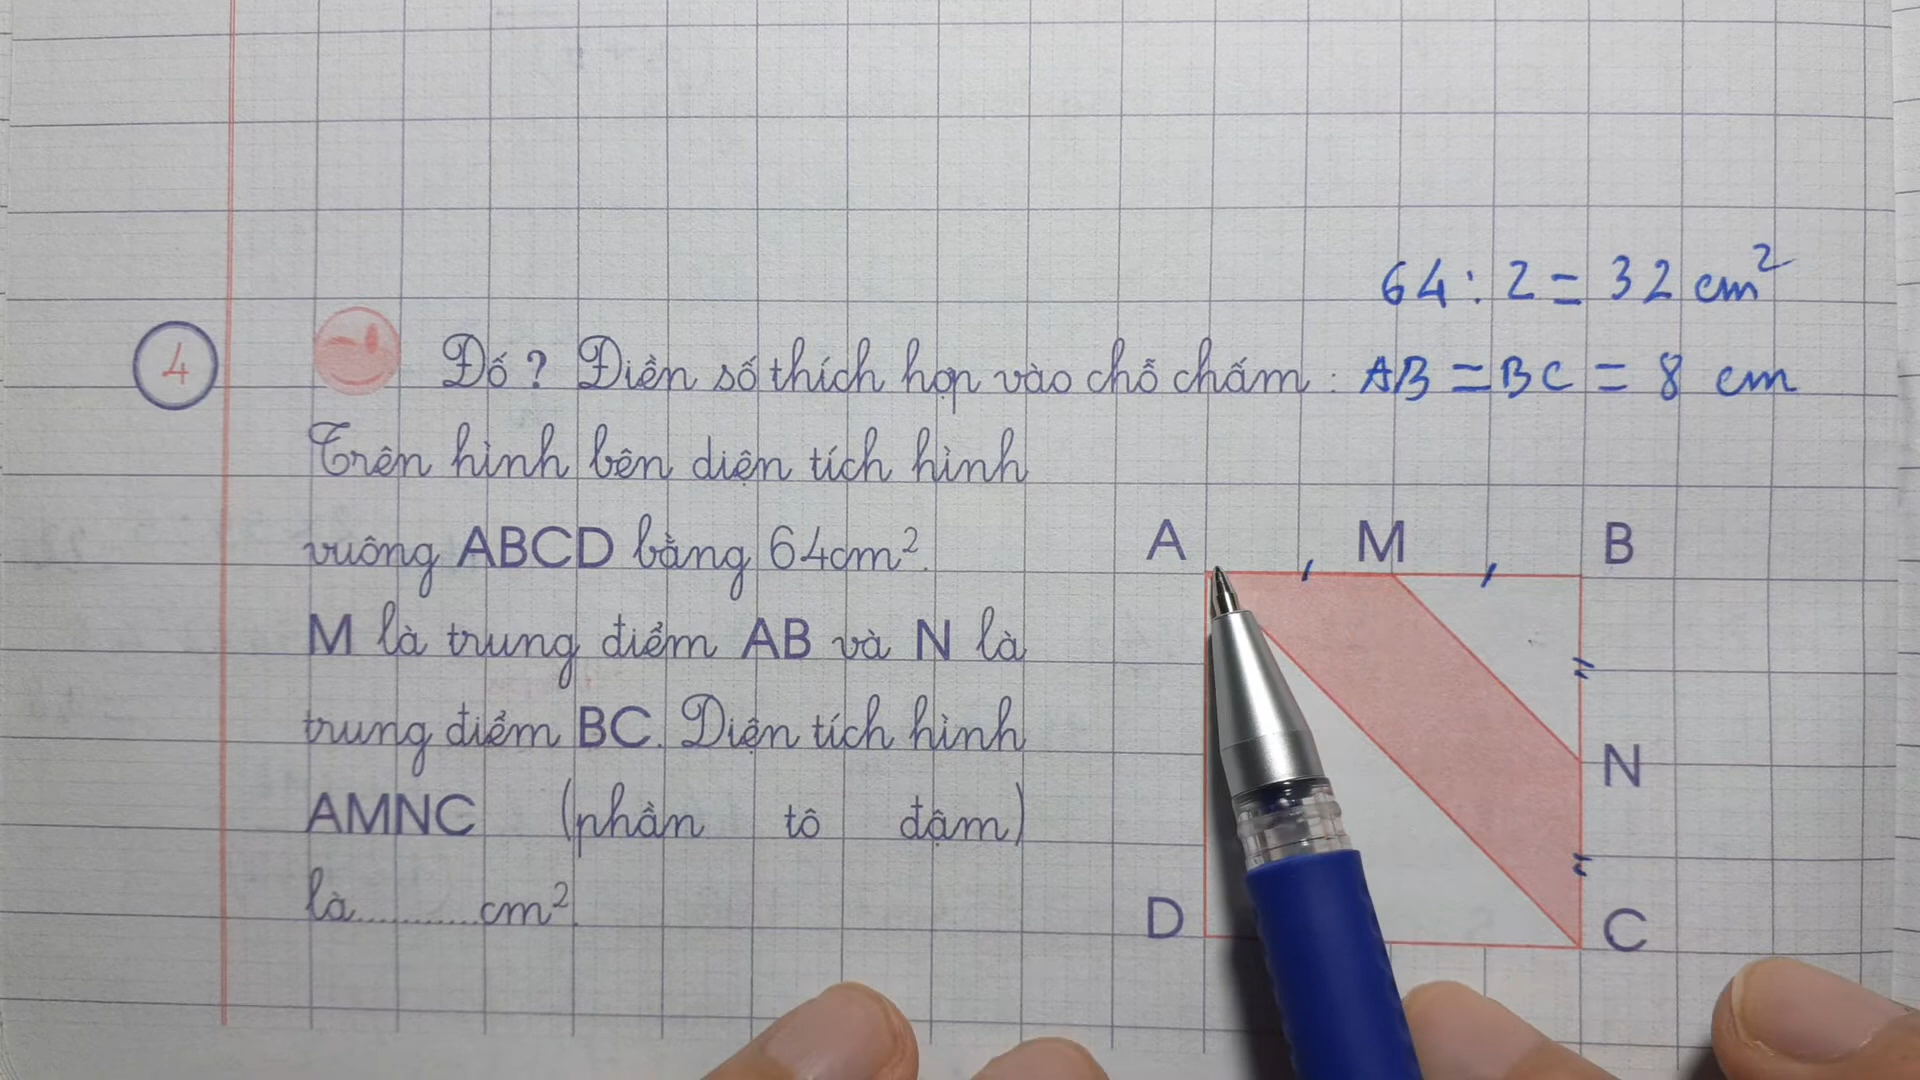 64 : 2 = 32 cm²
4 Đố? Điền số thích hợp vào chỗ chấm: AB = BC = 8 cm
Trên hình bên diện tích hình
vuông ABCD bằng 64cm².
M là trung điểm AB và N là
trung điểm BC. Diện tích hình
AMNC (phần tô đậm)
là.........cm².
A M B
N
D C